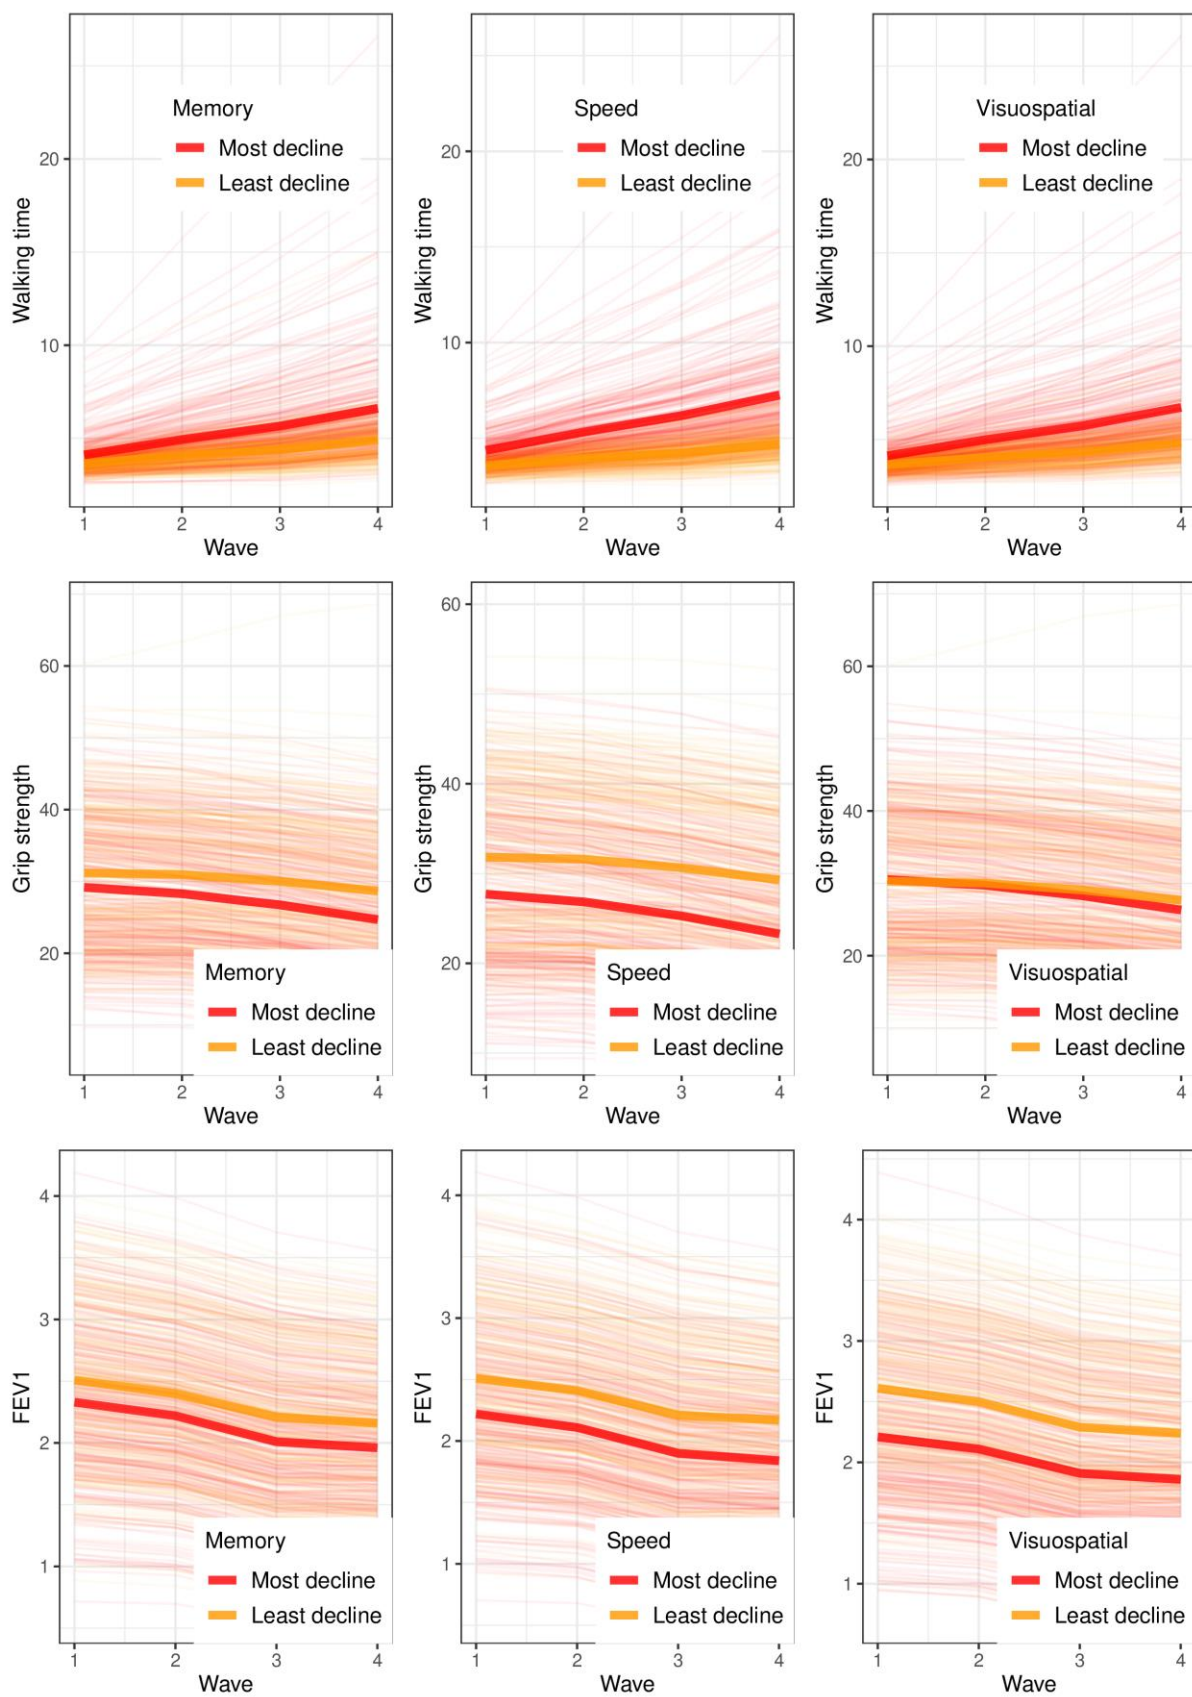 Memory
Most decline
Least decline
20
10
Walking time
1 2 3 4
Wave
Speed
Most decline
Least decline
20
10
Walking time
1 2 3 4
Wave
Visuospatial
Most decline
Least decline
20
10
Walking time
1 2 3 4
Wave
60
40
20
Grip strength
Memory
Most decline
Least decline
1 2 3 4
Wave
60
40
20
Grip strength
Speed
Most decline
Least decline
1 2 3 4
Wave
60
40
20
Grip strength
Visuospatial
Most decline
Least decline
1 2 3 4
Wave
4
3
2
1
FEV1
Memory
Most decline
Least decline
1 2 3 4
Wave
4
3
2
1
FEV1
Speed
Most decline
Least decline
1 2 3 4
Wave
4
3
2
1
FEV1
Visuospatial
Most decline
Least decline
1 2 3 4
Wave